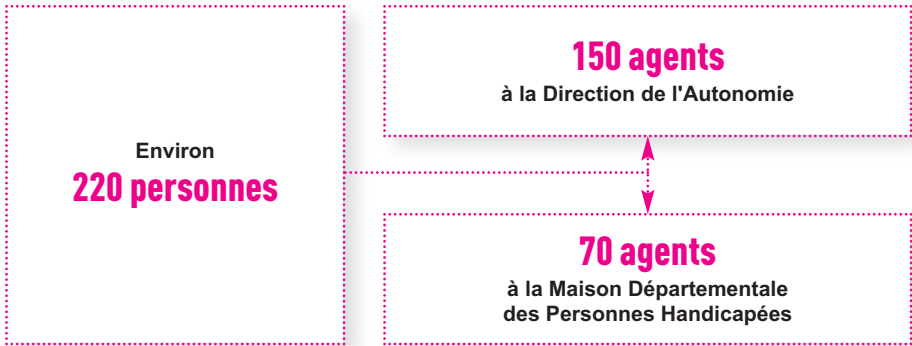 Environ
220 personnes
150 agents
à la Direction de l'Autonomie
70 agents
à la Maison Départementale
des Personnes Handicapées